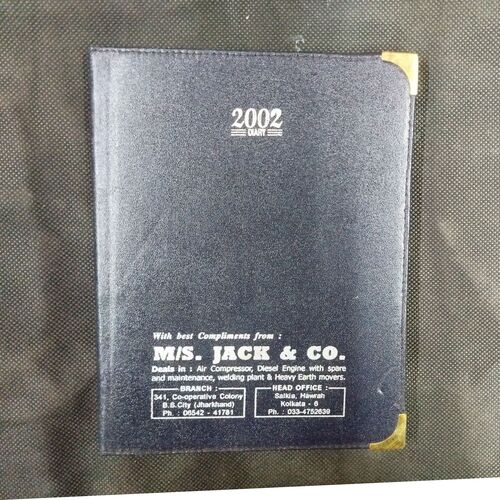 2002
DIARY
With best Compliments from :
M/S. JACK & CO.
Deals in : Air Compressor, Diesel Engine with spare
and maintenance, welding plant & Heavy Earth movers.
BRANCH :
341, Co-operative Colony
B.S.City (Jharkhand)
Ph. : 06542 - 41781
HEAD OFFICE :
Salkia, Howrah
Kolkata - 6
Ph. : 033-4752639